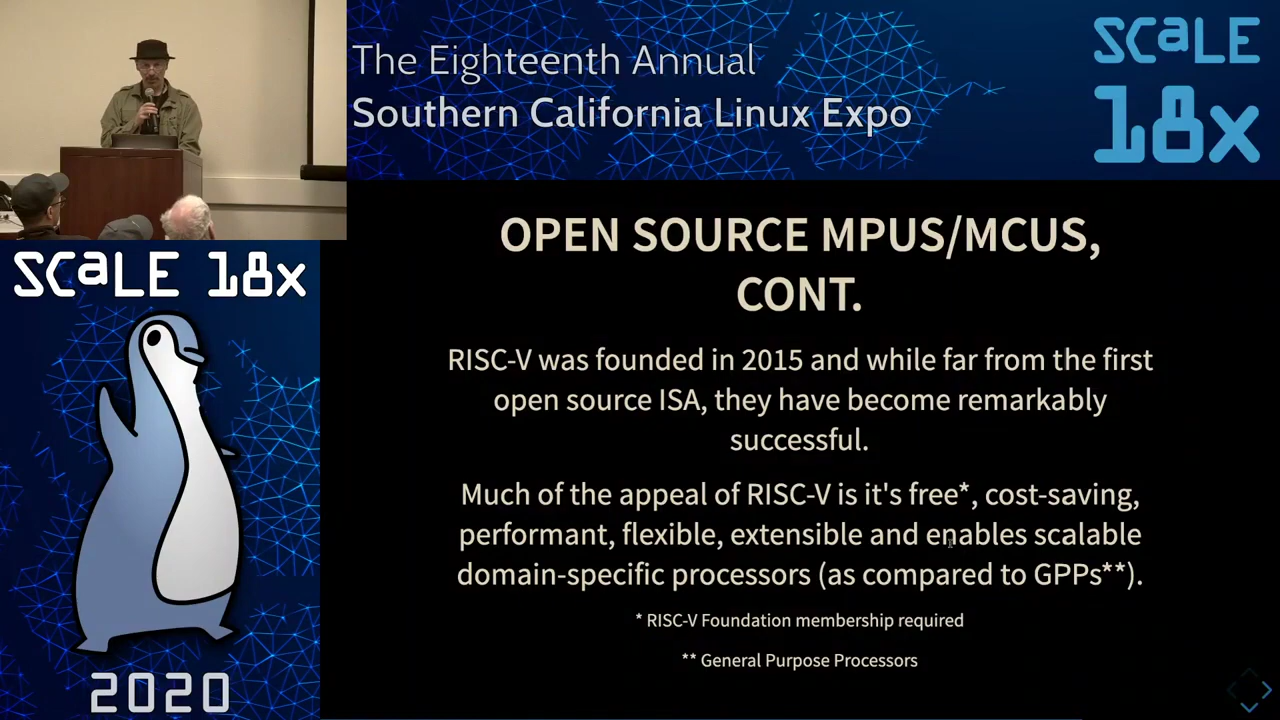 The Eighteenth Annual
Southern California Linux Expo
SCaLE
18x
SCaLE 18x
2020
OPEN SOURCE MPUS/MCUS,
CONT.
RISC-V was founded in 2015 and while far from the first
open source ISA, they have become remarkably
successful.
Much of the appeal of RISC-V is it's free*, cost-saving,
performant, flexible, extensible and enables scalable
domain-specific processors (as compared to GPPs**).
* RISC-V Foundation membership required
** General Purpose Processors